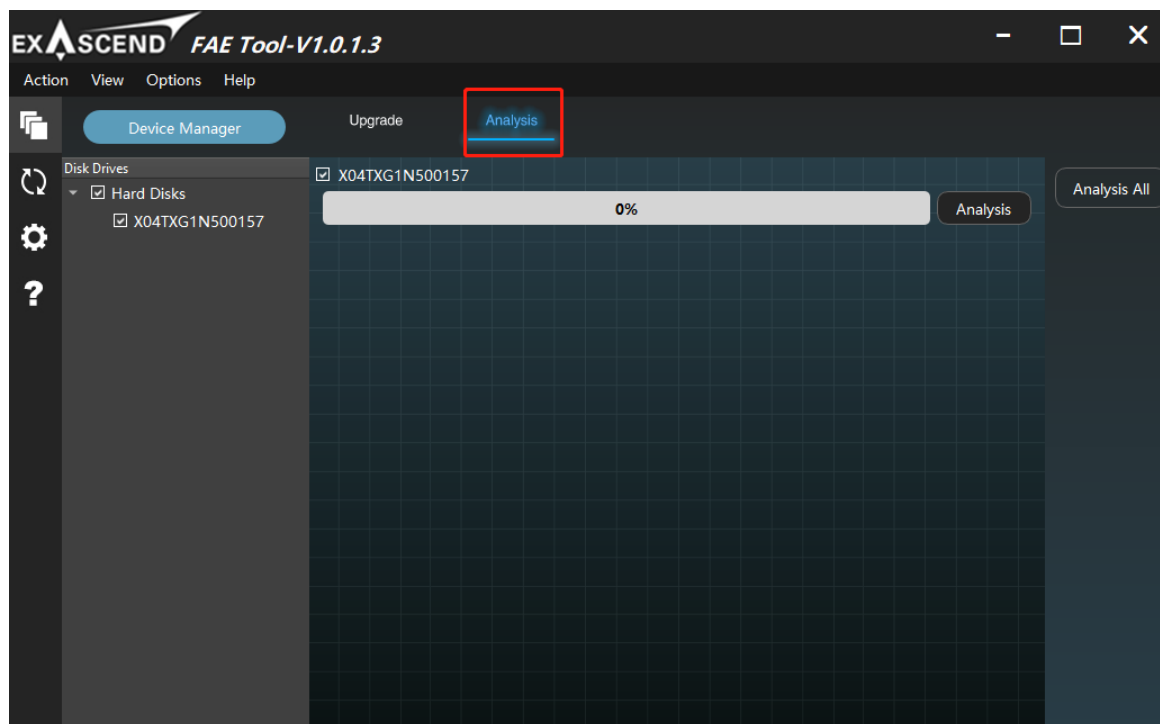 EXASCEND FAE Tool-V1.0.1.3
Action View Options Help
Device Manager
Upgrade Analysis
Disk Drives
Hard Disks
X04TXG1N500157
X04TXG1N500157
0%
Analysis
Analysis All
?